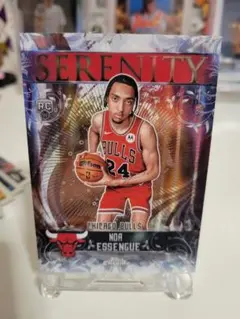 SERENITY
RC
BULLS
24
CHICAGO BULLS
NOA
ESSENGUE